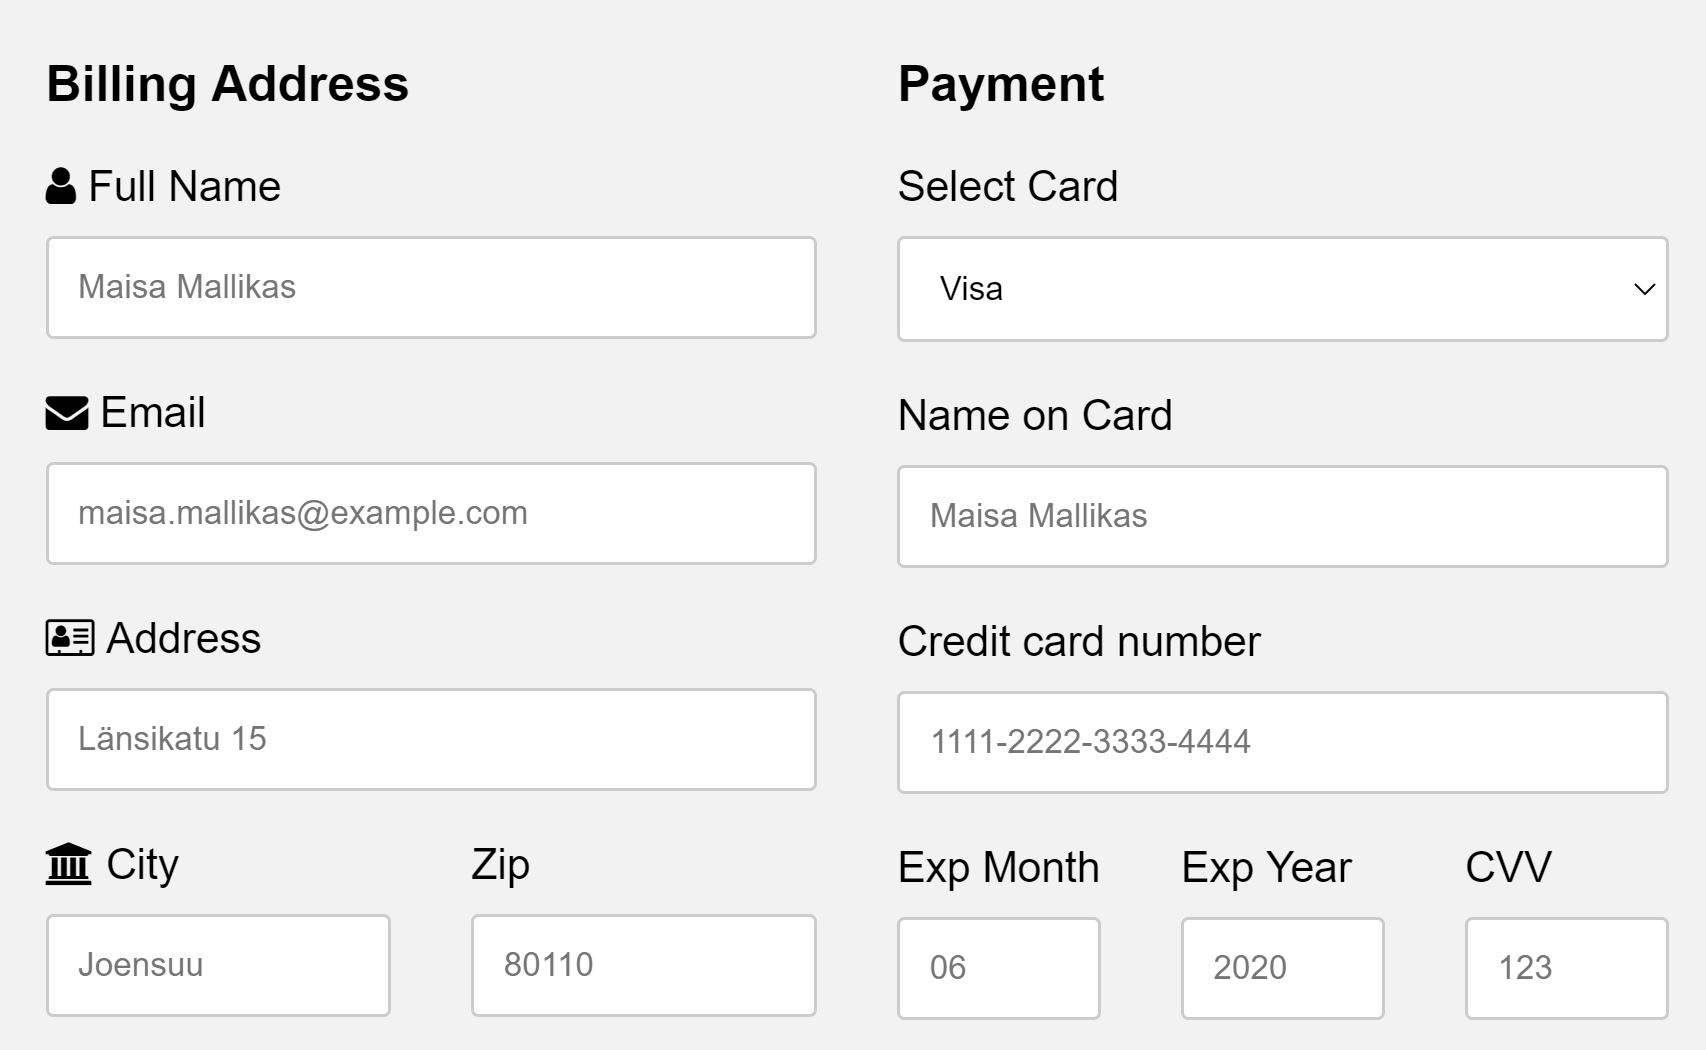 Billing Address
Full Name
Maisa Mallikas
Email
maisa.mallikas@example.com
Address
Länsikatu 15
City
Zip
Joensuu
80110
Payment
Select Card
Visa
Name on Card
Maisa Mallikas
Credit card number
1111-2222-3333-4444
Exp Month
Exp Year
CVV
06
2020
123